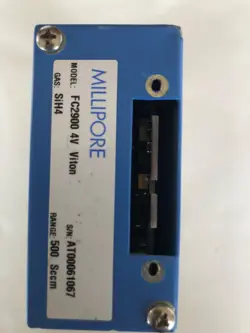 MILLIPORE
MODEL: FC2900 4V Viton
S/N: AT00061067
GAS: SiH4
RANGE: 500 Sccm